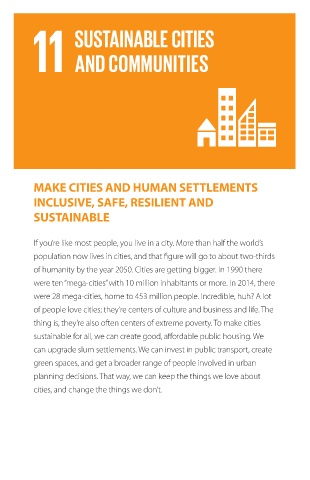 11 SUSTAINABLE CITIES
AND COMMUNITIES
MAKE CITIES AND HUMAN SETTLEMENTS
INCLUSIVE, SAFE, RESILIENT AND
SUSTAINABLE
If you're like most people, you live in a city. More than half the world's
population now lives in cities, and that figure will go to about two-thirds
of humanity by the year 2050. Cities are getting bigger. In 1990 there
were ten "mega-cities" with 10 million inhabitants or more. In 2014, there
were 28 mega-cities, home to 453 million people. Incredible, huh? A lot
of people love cities; they're centers of culture and business and life. The
thing is, they're also often centers of extreme poverty. To make cities
sustainable for all, we can create good, affordable public housing. We
can upgrade slum settlements. We can invest in public transport, create
green spaces, and get a broader range of people involved in urban
planning decisions. That way, we can keep the things we love about
cities, and change the things we don't.